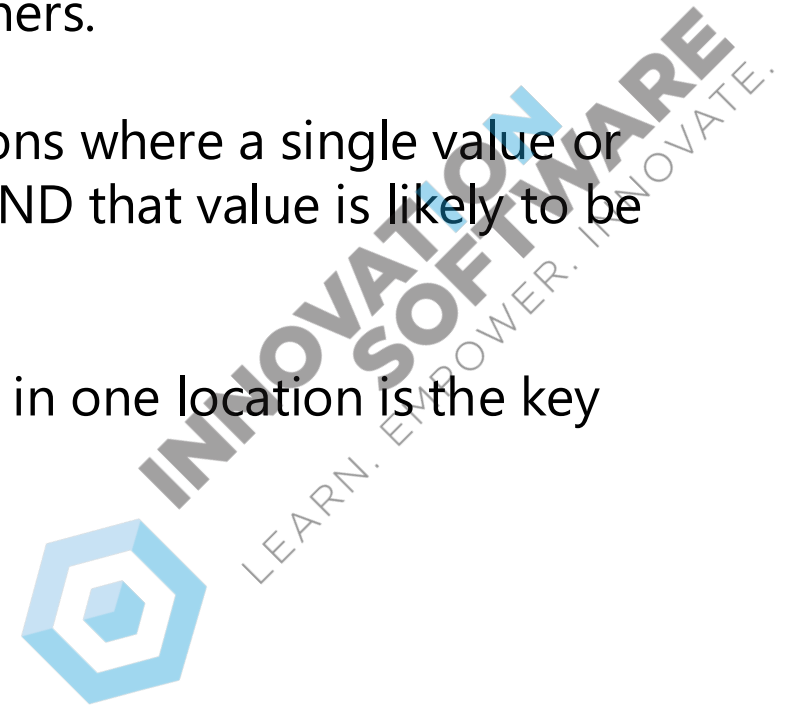 ners.
ons where a single value or
ND that value is likely to be
in one location is the key
INNOVATION
SOFTWARE
LEARN. EMPOWER. INNOVATE.